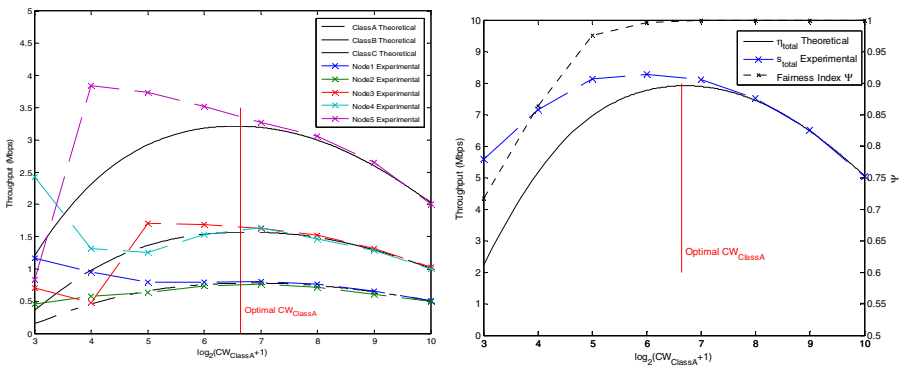 5
4.5
4
3.5
3
2.5
2
1.5
1
0.5
0
Throughput (Mbps)
ClassA Theoretical
ClassB Theoretical
ClassC Theoretical
Node1 Experimental
Node2 Experimental
Node3 Experimental
Node4 Experimental
Node5 Experimental
Optimal CW_ClassA
3 4 5 6 7 8 9 10
log2(CW_ClassA+1)
10
9
8
7
6
5
4
3
2
1
0
Throughput (Mbps)
η_total Theoretical
s_total Experimental
Fairness Index Ψ
Optimal CW_ClassA
1
0.95
0.9
0.85
0.8
0.75
0.7
0.65
0.6
0.55
0.5
Ψ
3 4 5 6 7 8 9 10
log2(CW_ClassA+1)